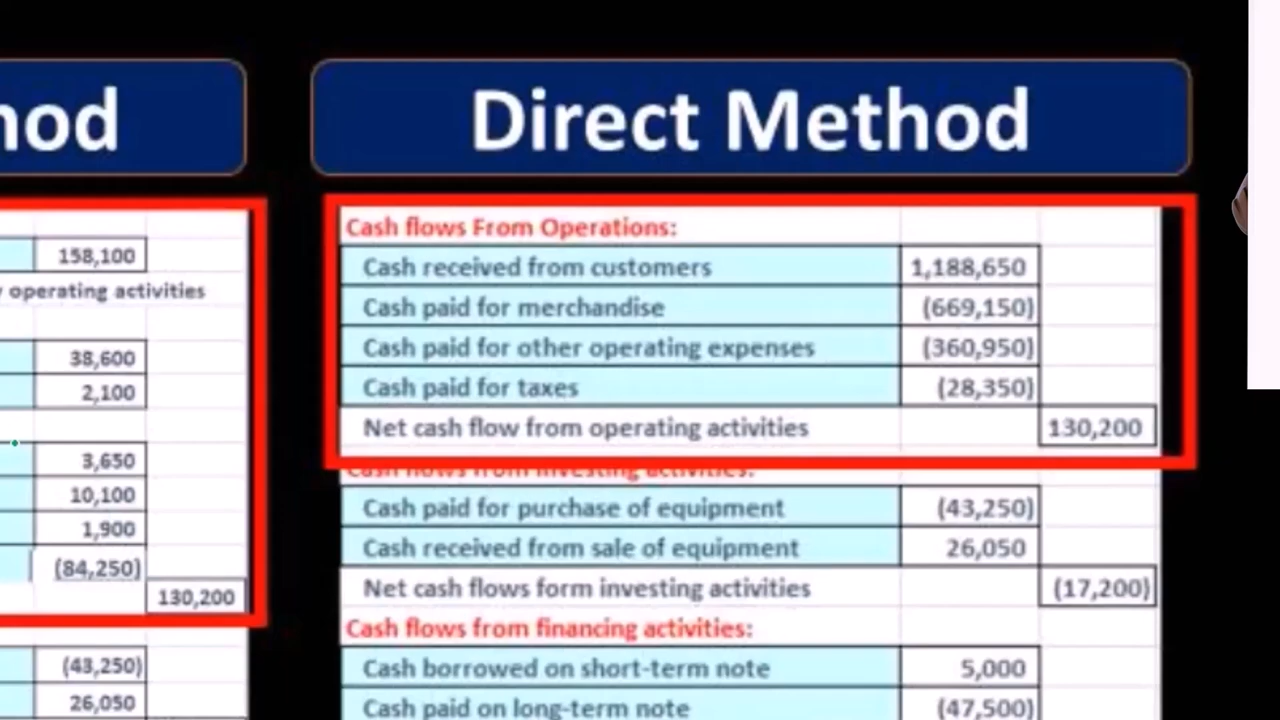 hod
158,100
operating activities
38,600
2,100
3,650
10,100
1,900
(84,250)
130,200
(43,250)
26,050
Direct Method
Cash flows From Operations:
Cash received from customers 1,188,650
Cash paid for merchandise (669,150)
Cash paid for other operating expenses (360,950)
Cash paid for taxes (28,350)
Net cash flow from operating activities 130,200
Cash flows from investing activities:
Cash paid for purchase of equipment (43,250)
Cash received from sale of equipment 26,050
Net cash flows form investing activities (17,200)
Cash flows from financing activities:
Cash borrowed on short-term note 5,000
Cash paid on long-term note (47,500)